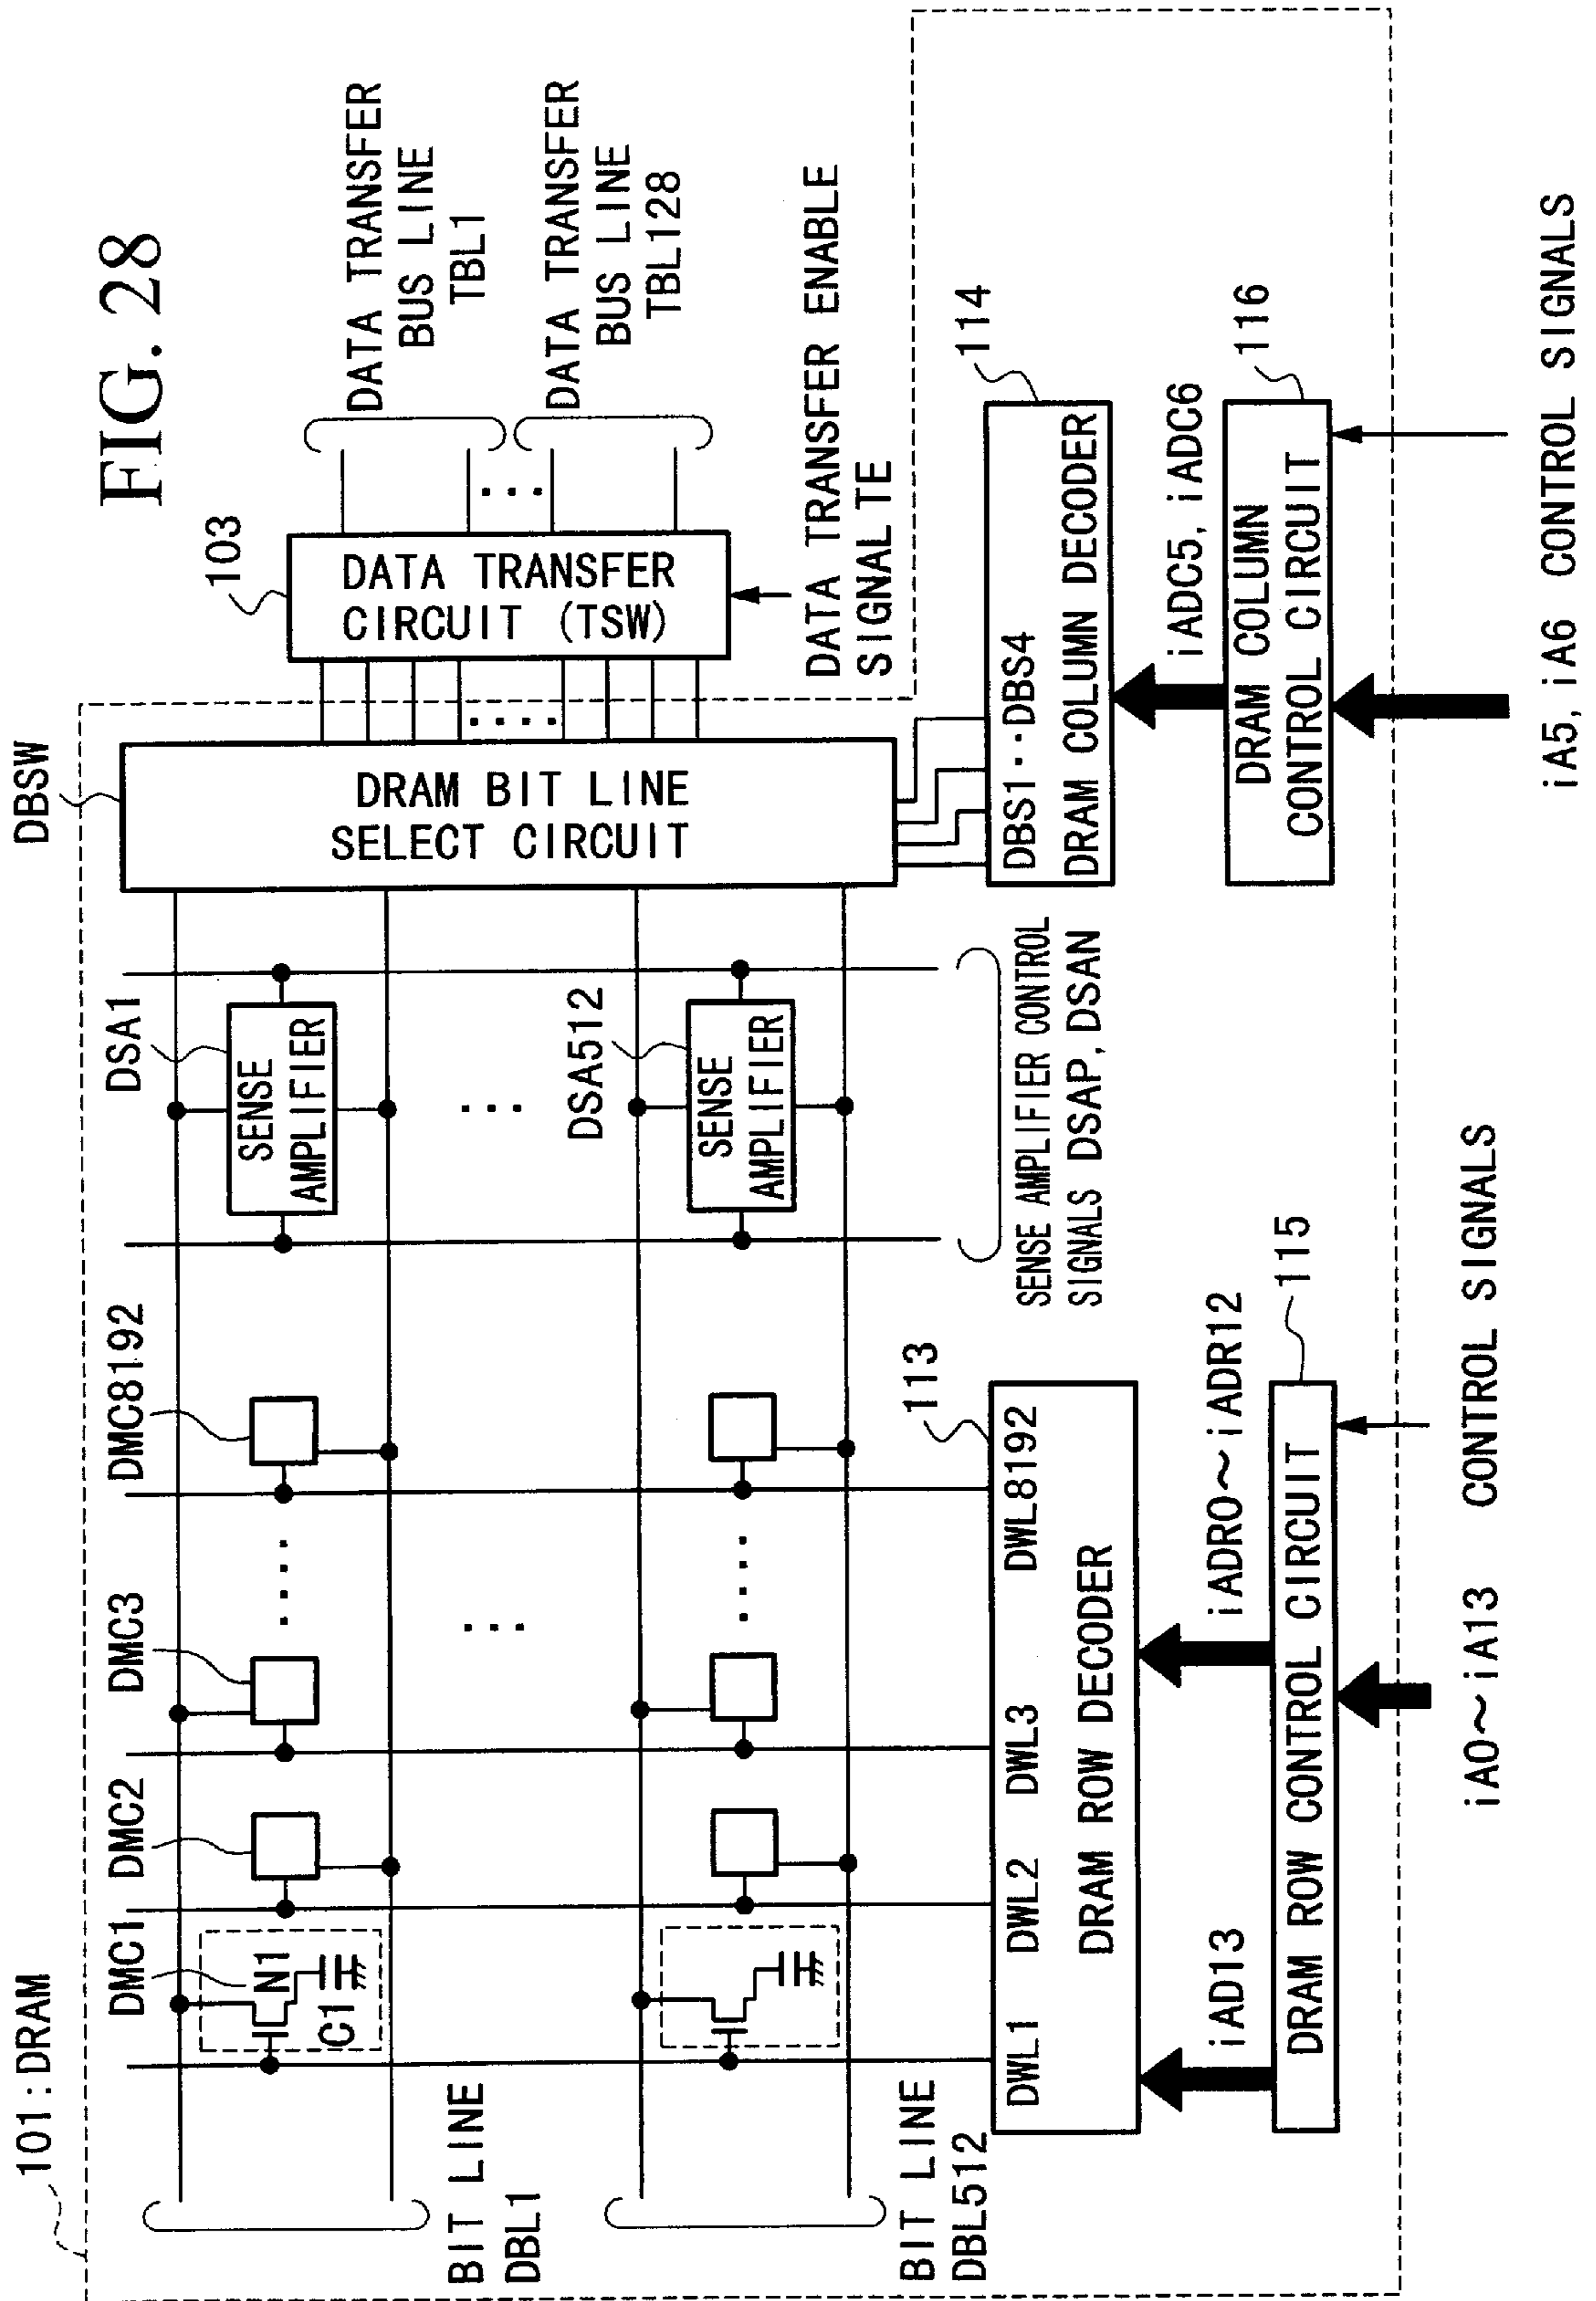 FIG. 28
101:DRAM
DMC1
DMC2
DMC3
DMC8192
DSA1
DBSW
103
N1
C1
SENSE
AMPLIFIER
DRAM BIT LINE
SELECT CIRCUIT
DATA TRANSFER
CIRCUIT (TSW)
DATA TRANSFER
BUS LINE
TBL1
DATA TRANSFER
BUS LINE
TBL128
BIT LINE
DBL1
DSA512
SENSE
AMPLIFIER
DATA TRANSFER ENABLE
SIGNAL TE
BIT LINE
DBL512
113
114
DWL1
DWL2
DWL3
DWL8192
DRAM ROW DECODER
SENSE AMPLIFIER CONTROL
SIGNALS DSAP, DSAN
DBS1··DBS4
DRAM COLUMN DECODER
iAD13
iADR0~iADR12
115
iADC5, iADC6
116
DRAM ROW CONTROL CIRCUIT
DRAM COLUMN
CONTROL CIRCUIT
iA0~iA13 CONTROL SIGNALS
iA5, iA6 CONTROL SIGNALS